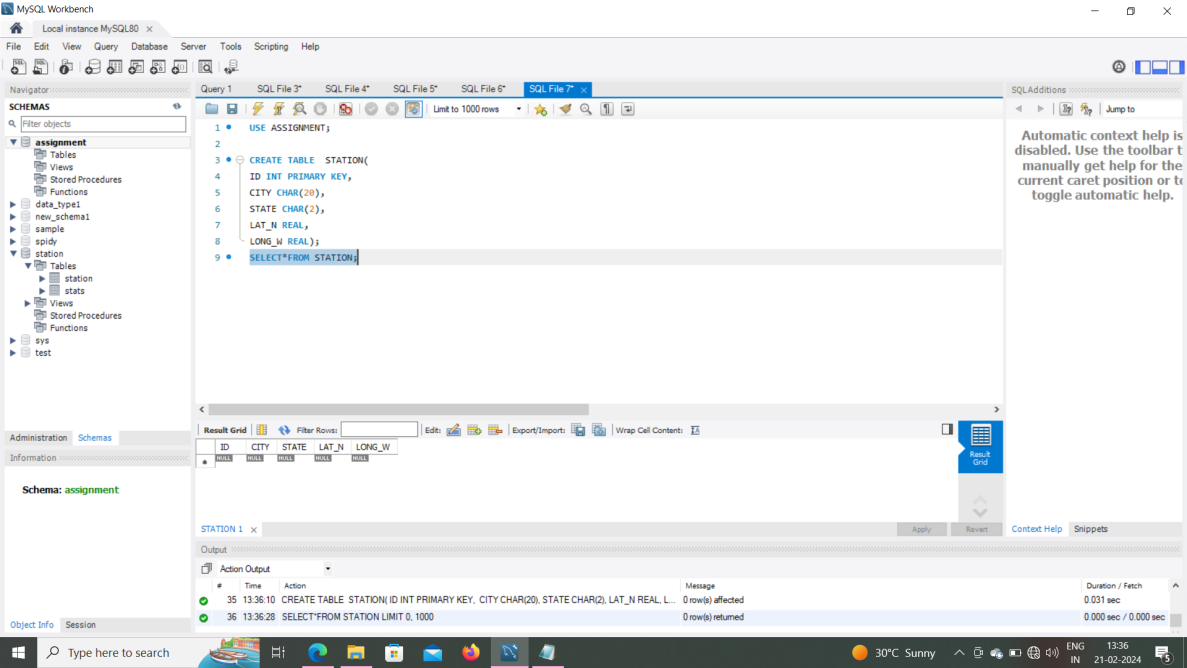 MySQL Workbench
Local instance MySQL80
File Edit View Query Database Server Tools Scripting Help
Navigator
SCHEMAS
Filter objects
assignment
Tables
Views
Stored Procedures
Functions
data_type1
new_schema1
sample
spidy
station
Tables
station
stats
Views
Stored Procedures
Functions
sys
test
Administration Schemas
Information
Schema: assignment
Object Info Session
Query 1 SQL File 3* SQL File 4* SQL File 5* SQL File 6* SQL File 7*
Limit to 1000 rows
1 USE ASSIGNMENT;
2
3 CREATE TABLE STATION(
4 ID INT PRIMARY KEY,
5 CITY CHAR(20),
6 STATE CHAR(2),
7 LAT_N REAL,
8 LONG_W REAL);
9 SELECT*FROM STATION;
Result Grid Filter Rows: Edit: Export/Import: Wrap Cell Content:
ID CITY STATE LAT_N LONG_W
NULL NULL NULL NULL NULL
Result
Grid
STATION 1
Apply Revert
Output
Action Output
# Time Action Message Duration / Fetch
35 13:36:10 CREATE TABLE STATION( ID INT PRIMARY KEY, CITY CHAR(20), STATE CHAR(2), LAT_N REAL, L... 0 row(s) affected 0.031 sec
36 13:36:28 SELECT*FROM STATION LIMIT 0, 1000 0 row(s) returned 0.000 sec / 0.000 sec
SQLAdditions
Jump to
Automatic context help is
disabled. Use the toolbar t
manually get help for the
current caret position or to
toggle automatic help.
Context Help Snippets
Type here to search
30°C Sunny
ENG
IN
13:36
21-02-2024
5